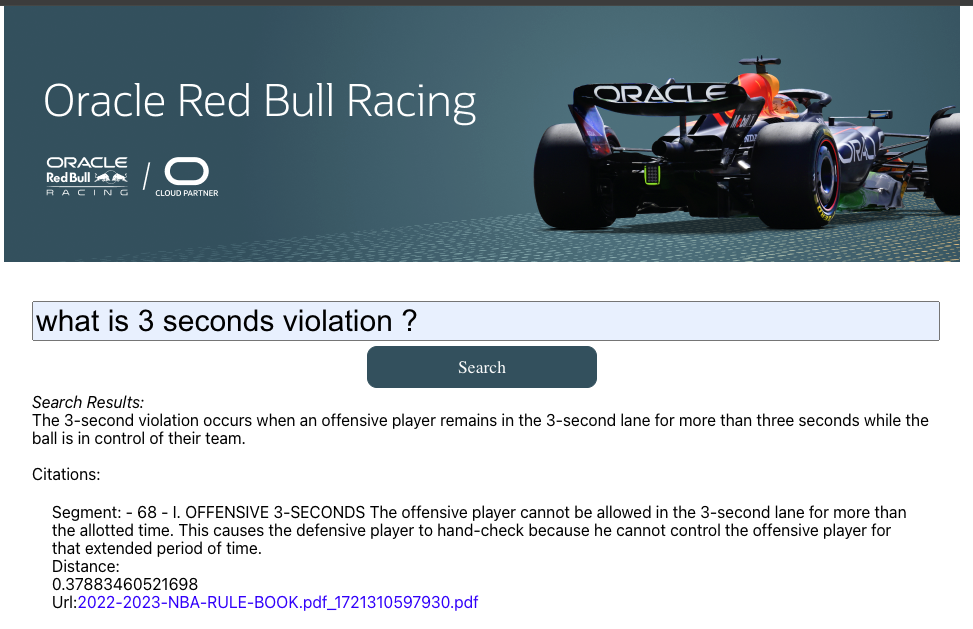 Oracle Red Bull Racing
ORACLE
Red Bull
RACING
CLOUD PARTNER
ORACLE
Mobil 1
ORACL
what is 3 seconds violation ?
Search
Search Results:
The 3-second violation occurs when an offensive player remains in the 3-second lane for more than three seconds while the
ball is in control of their team.
Citations:
Segment: - 68 - I. OFFENSIVE 3-SECONDS The offensive player cannot be allowed in the 3-second lane for more than
the allotted time. This causes the defensive player to hand-check because he cannot control the offensive player for
that extended period of time.
Distance:
0.37883460521698
Url:2022-2023-NBA-RULE-BOOK.pdf_1721310597930.pdf